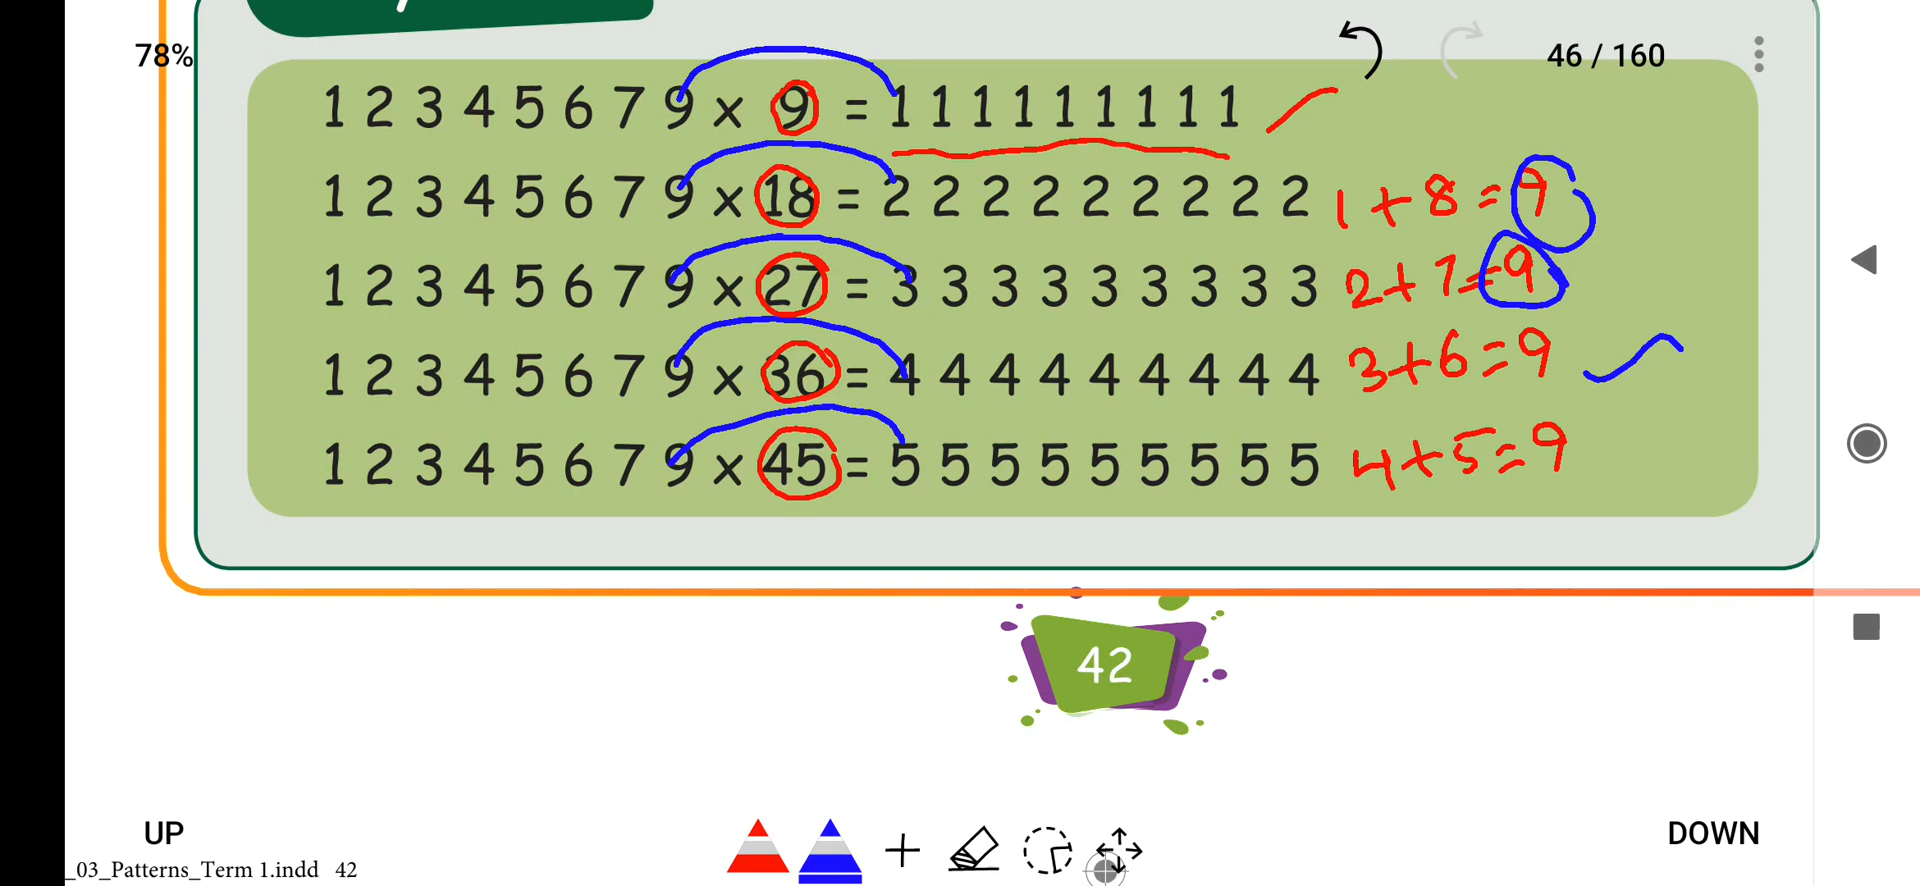 78%
46 / 160
1 2 3 4 5 6 7 9 x 9 = 1 1 1 1 1 1 1 1 1
1 2 3 4 5 6 7 9 x 18 = 2 2 2 2 2 2 2 2 2 1 + 8 = 9
1 2 3 4 5 6 7 9 x 27 = 3 3 3 3 3 3 3 3 3 2 + 7 = 9
1 2 3 4 5 6 7 9 x 36 = 4 4 4 4 4 4 4 4 4 3 + 6 = 9
1 2 3 4 5 6 7 9 x 45 = 5 5 5 5 5 5 5 5 5 4 + 5 = 9
42
UP
DOWN
_03_Patterns_Term 1.indd 42